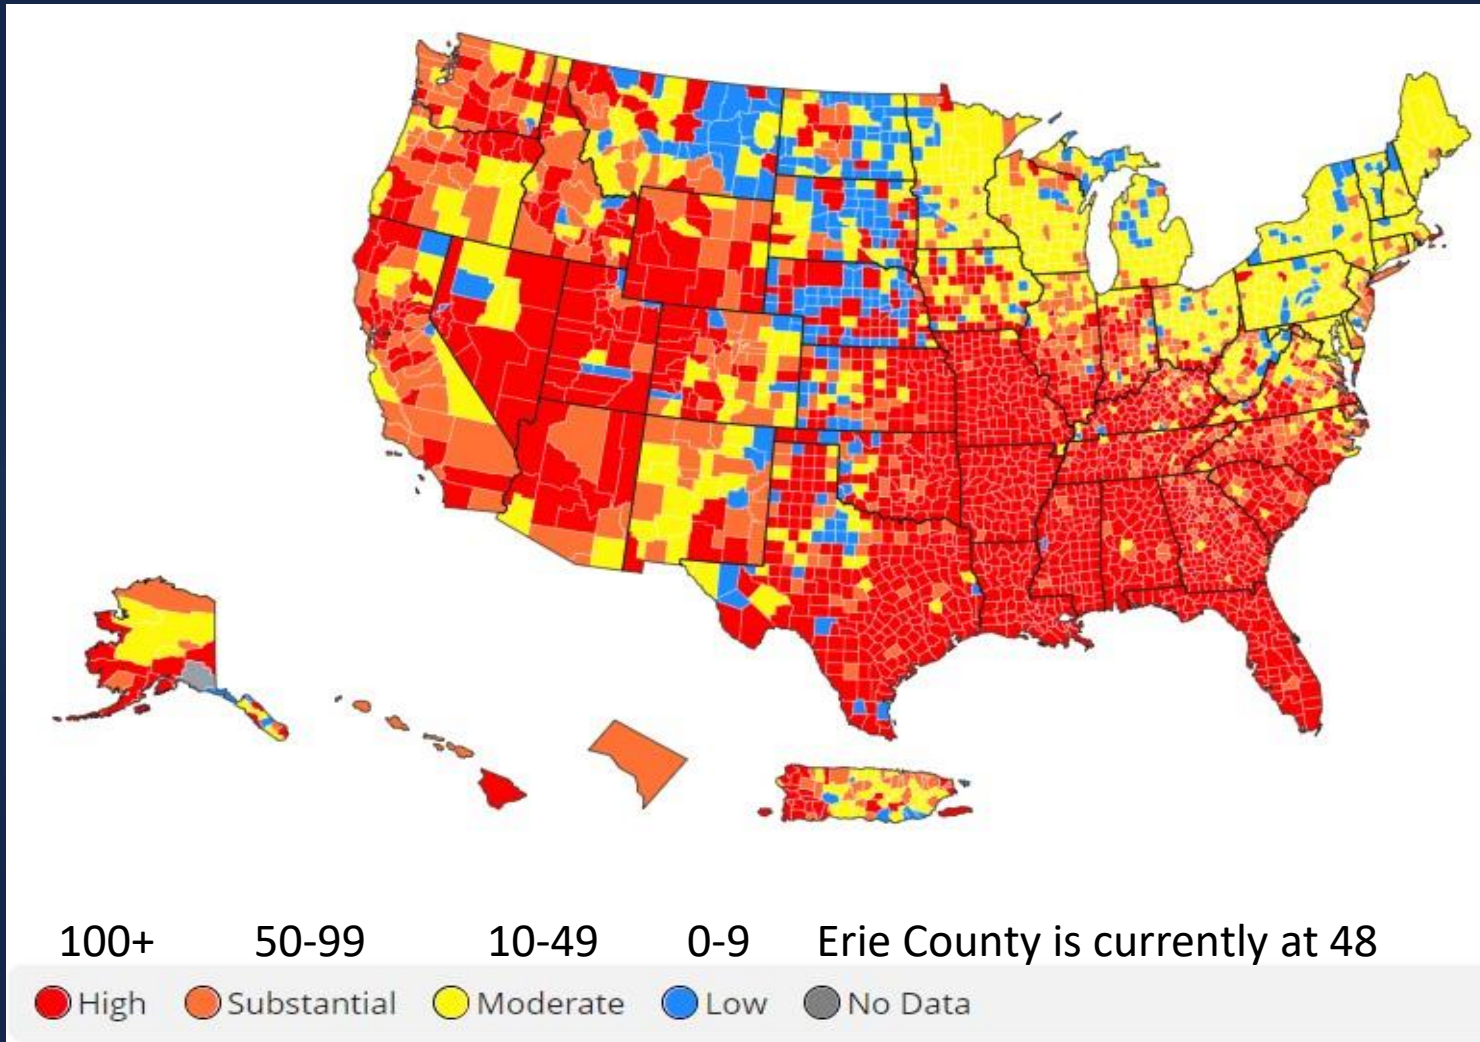 100+ 50-99 10-49 0-9 Erie County is currently at 48
High Substantial Moderate Low No Data